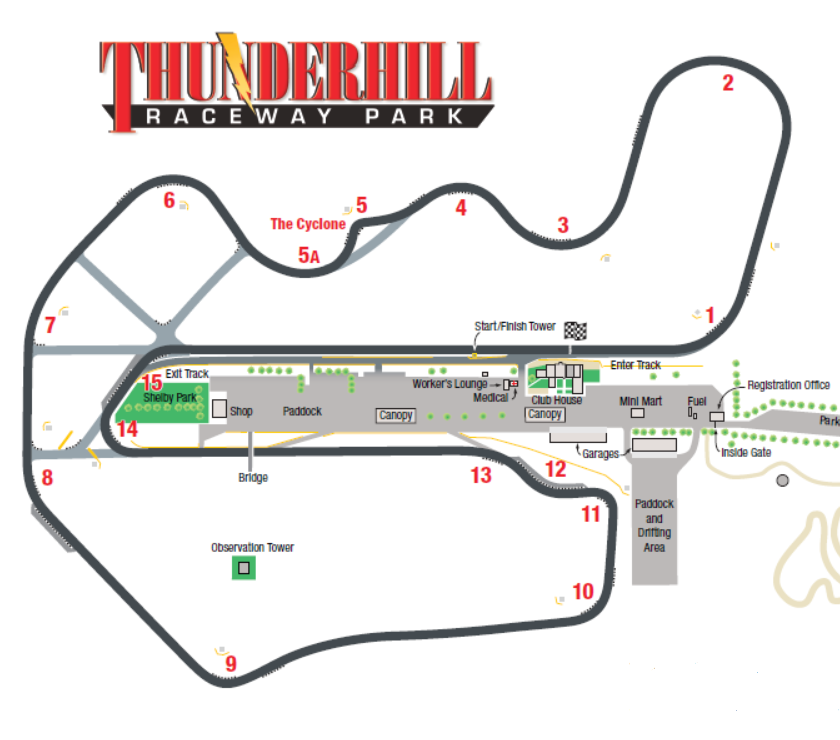 THUNDERHILL
RACEWAY PARK
2
6
5
4
The Cyclone
3
5A
1
7
Start/Finish Tower
Exit Track
Enter Track
15
Worker's Lounge
Registration Office
Shelby Park
Medical
Club House
Mini Mart
Fuel
Shop
Paddock
Canopy
Canopy
Park
14
Garages
Inside Gate
8
Bridge
13
12
11
Paddock
and
Drifting
Area
Observation Tower
10
9